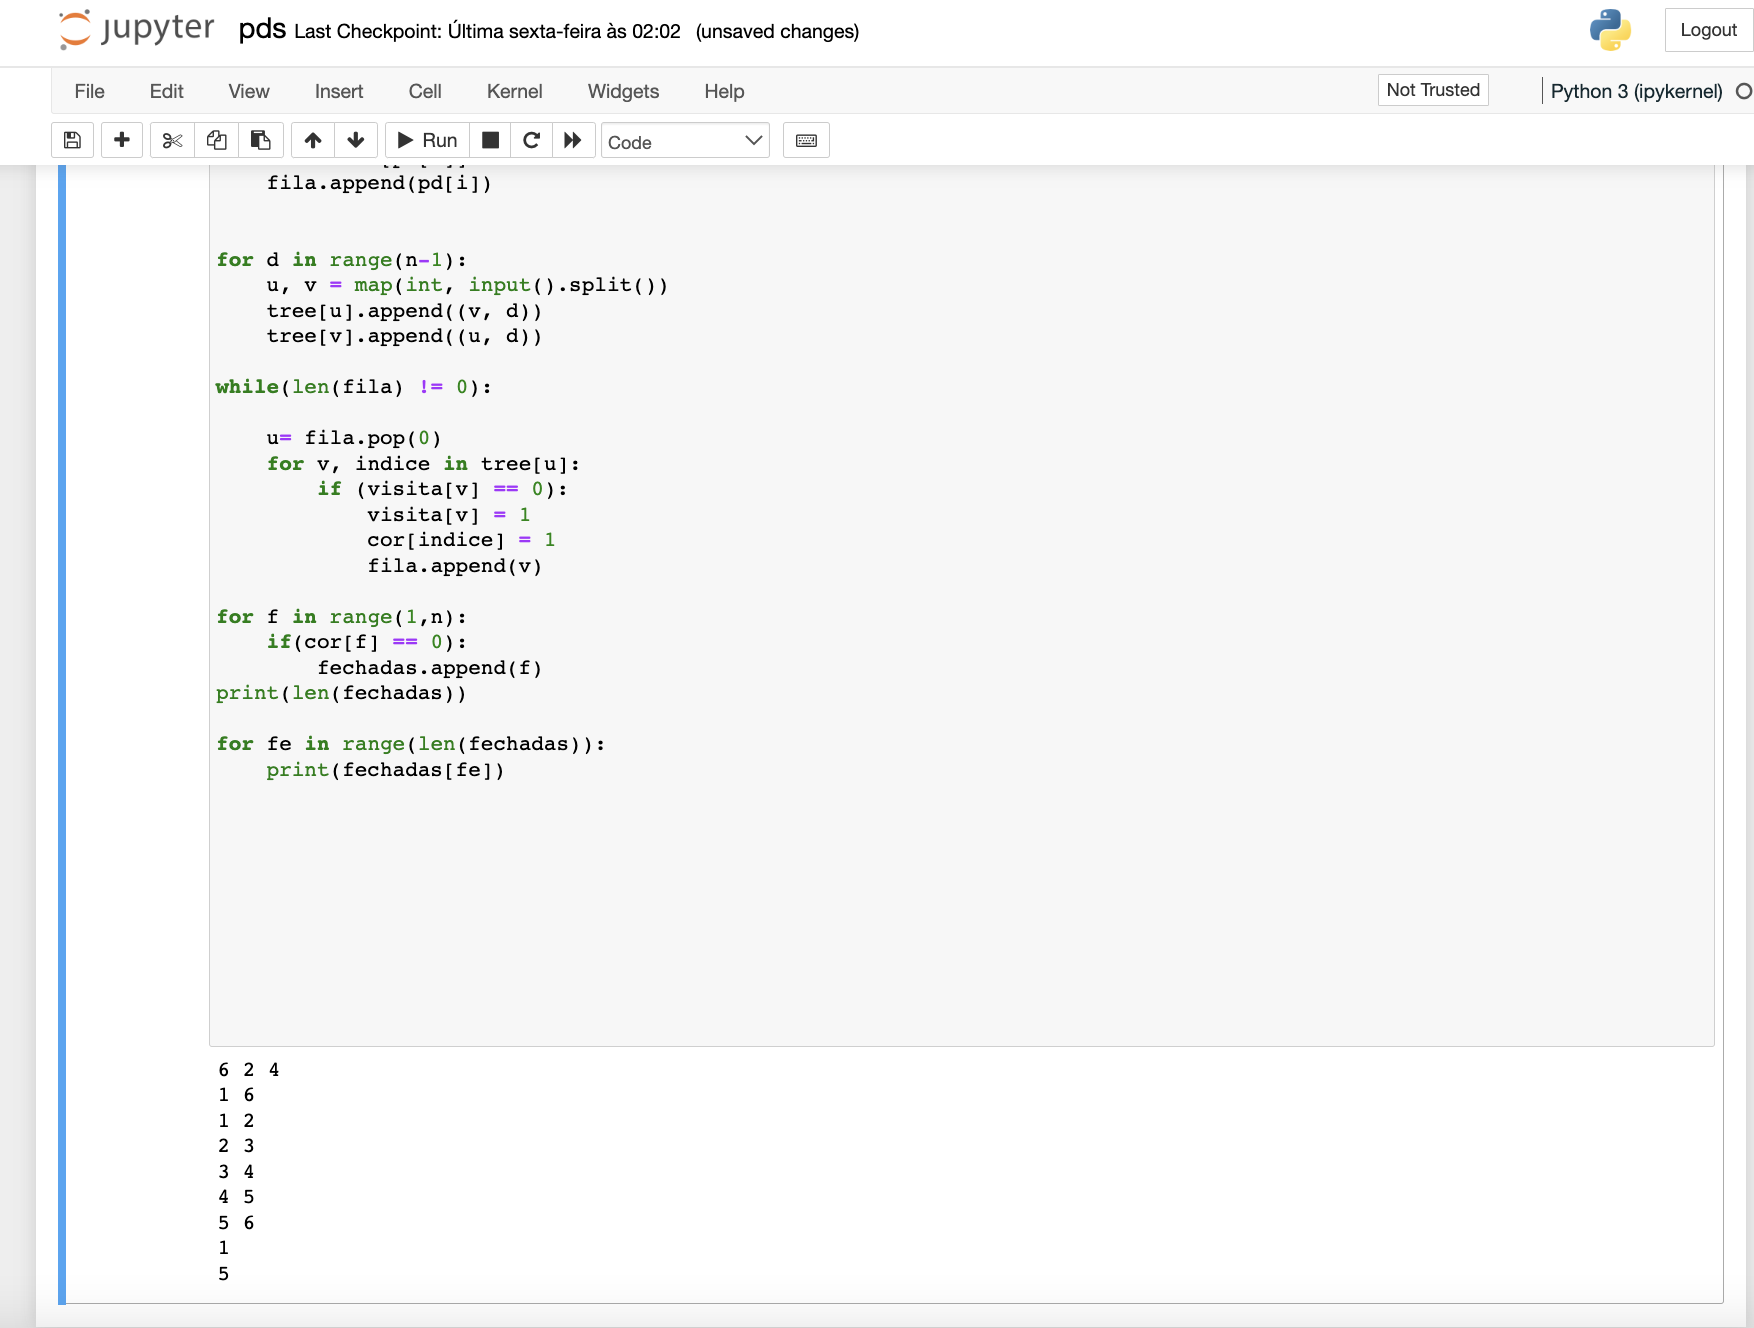 jupyter pds Last Checkpoint: Última sexta-feira às 02:02 (unsaved changes) Logout
File Edit View Insert Cell Kernel Widgets Help Not Trusted Python 3 (ipykernel)
Run Code
    fila.append(pd[i])
for d in range(n-1):
    u, v = map(int, input().split())
    tree[u].append((v, d))
    tree[v].append((u, d))
while(len(fila) != 0):
    u= fila.pop(0)
    for v, indice in tree[u]:
        if (visita[v] == 0):
            visita[v] = 1
            cor[indice] = 1
            fila.append(v)
for f in range(1,n):
    if(cor[f] == 0):
        fechadas.append(f)
print(len(fechadas))
for fe in range(len(fechadas)):
    print(fechadas[fe])
6 2 4
1 6
1 2
2 3
3 4
4 5
5 6
1
5